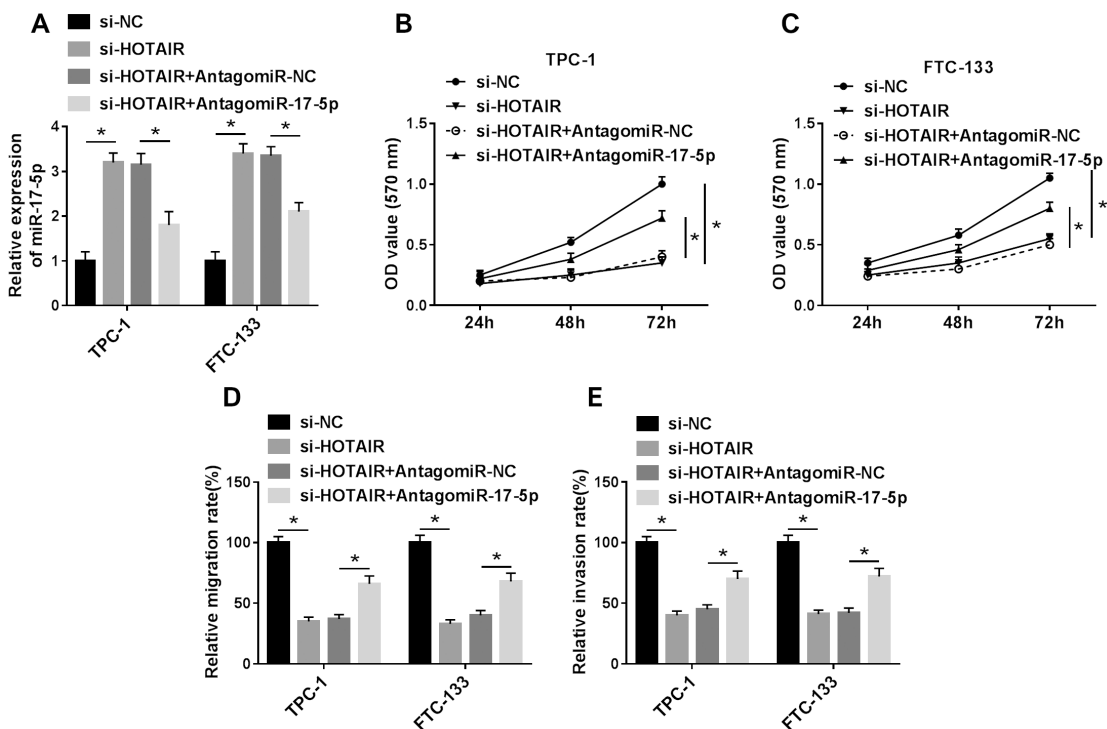 A
si-NC
si-HOTAIR
si-HOTAIR+AntagomiR-NC
si-HOTAIR+AntagomiR-17-5p
Relative expression
of miR-17-5p
4
3
2
1
0
* * * *
TPC-1
FTC-133
B
TPC-1
si-NC
si-HOTAIR
si-HOTAIR+AntagomiR-NC
si-HOTAIR+AntagomiR-17-5p
OD value (570 nm)
1.5
1.0
0.5
0.0
* *
24h 48h 72h
C
FTC-133
si-NC
si-HOTAIR
si-HOTAIR+AntagomiR-NC
si-HOTAIR+AntagomiR-17-5p
OD value (570 nm)
1.5
1.0
0.5
0.0
* *
24h 48h 72h
D
si-NC
si-HOTAIR
si-HOTAIR+AntagomiR-NC
si-HOTAIR+AntagomiR-17-5p
Relative migration rate(%)
150
100
50
0
* * * *
TPC-1
FTC-133
E
si-NC
si-HOTAIR
si-HOTAIR+AntagomiR-NC
si-HOTAIR+AntagomiR-17-5p
Relative invasion rate(%)
150
100
50
0
* * * *
TPC-1
FTC-133